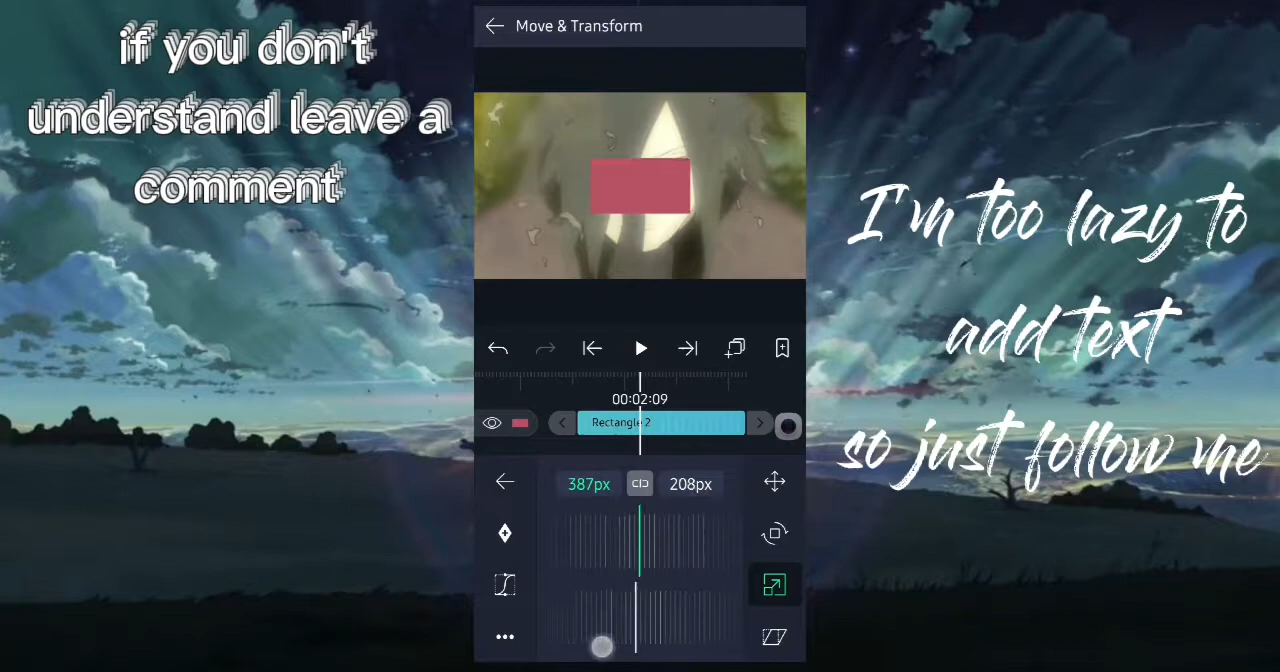 if you don't
understand leave a
comment
Move & Transform
00:02:09
Rectangle 2
387px
208px
I'm too lazy to
add text
so just follow me